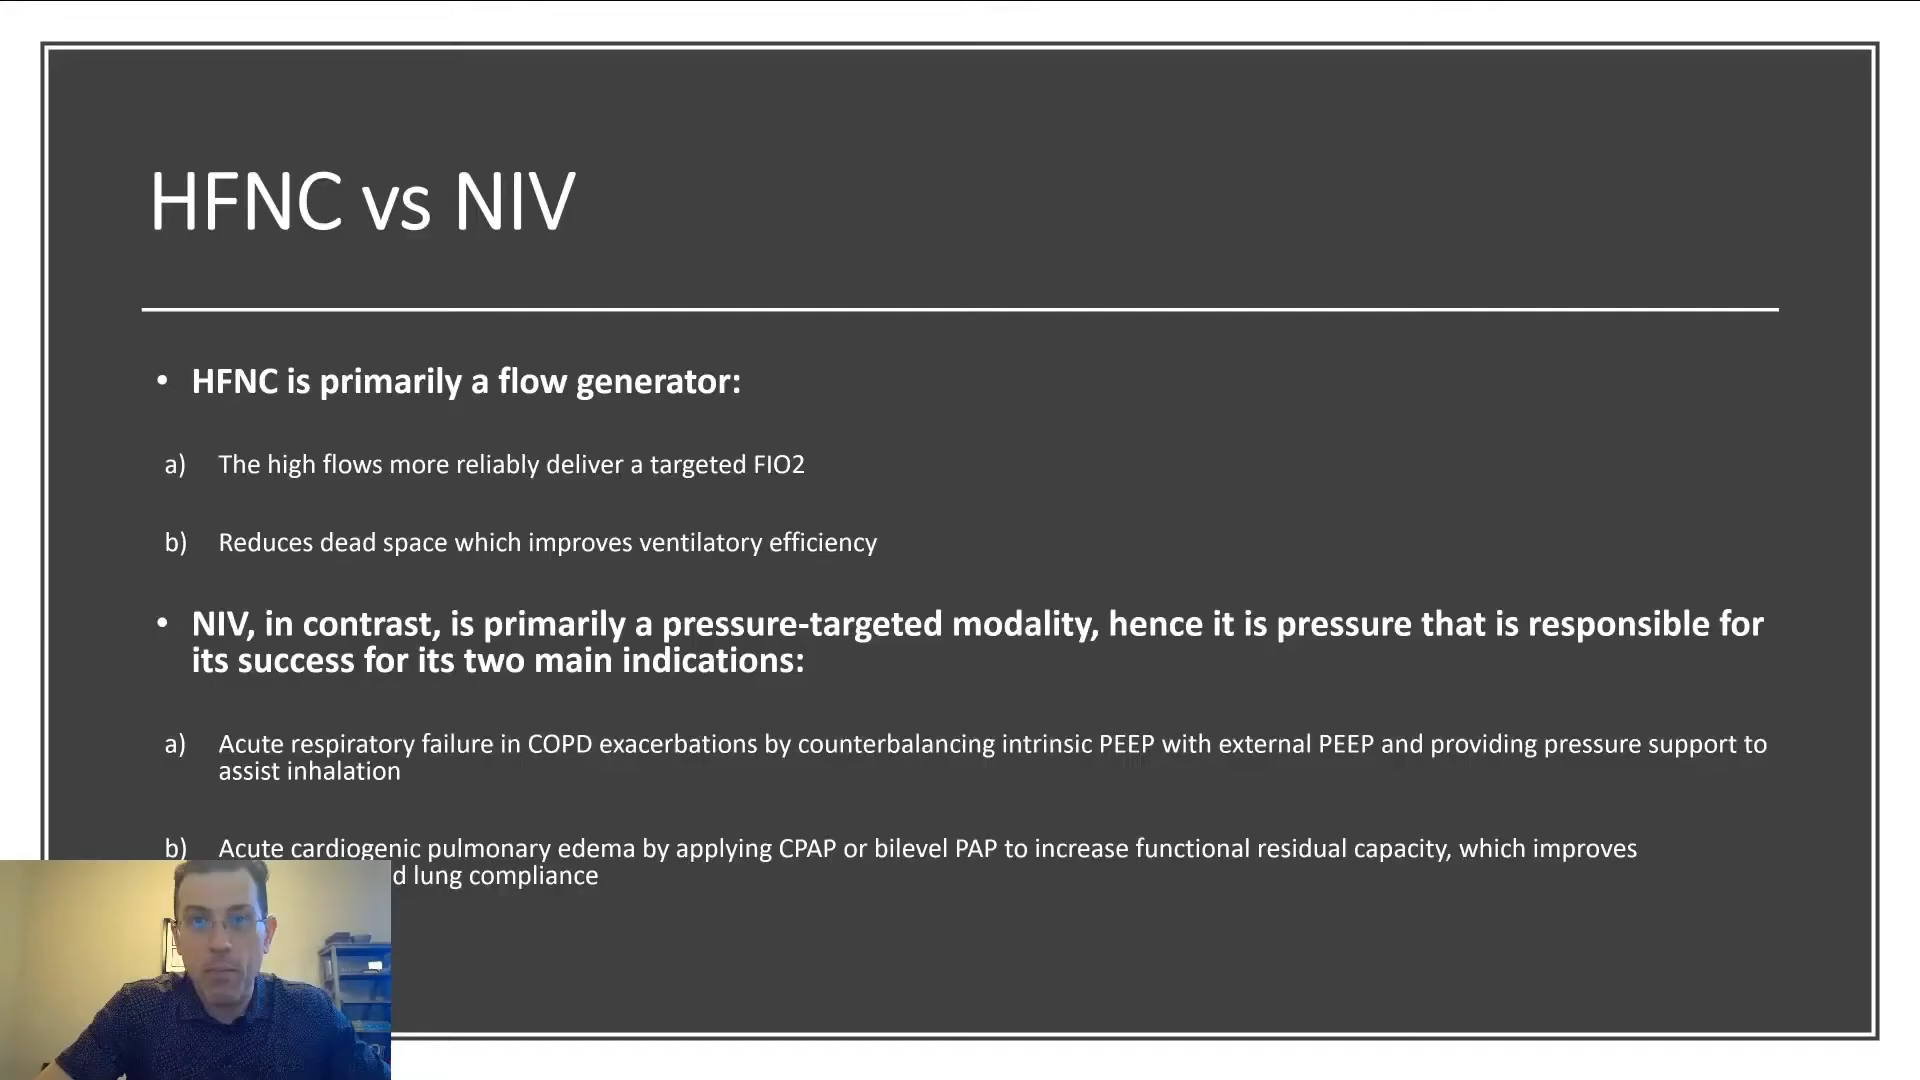 HFNC vs NIV
• HFNC is primarily a flow generator:
a) The high flows more reliably deliver a targeted FIO2
b) Reduces dead space which improves ventilatory efficiency
• NIV, in contrast, is primarily a pressure-targeted modality, hence it is pressure that is responsible for
its success for its two main indications:
a) Acute respiratory failure in COPD exacerbations by counterbalancing intrinsic PEEP with external PEEP and providing pressure support to
assist inhalation
b) Acute cardiogenic pulmonary edema by applying CPAP or bilevel PAP to increase functional residual capacity, which improves
lung compliance